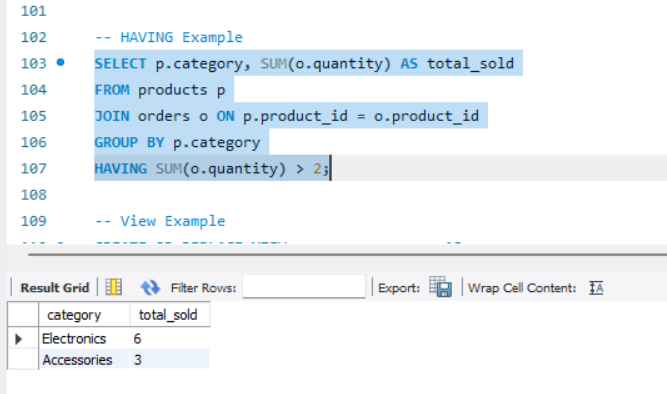 101
102 -- HAVING Example
103 SELECT p.category, SUM(o.quantity) AS total_sold
104 FROM products p
105 JOIN orders o ON p.product_id = o.product_id
106 GROUP BY p.category
107 HAVING SUM(o.quantity) > 2;
108
109 -- View Example
Result Grid Filter Rows: Export: Wrap Cell Content:
category total_sold
Electronics 6
Accessories 3